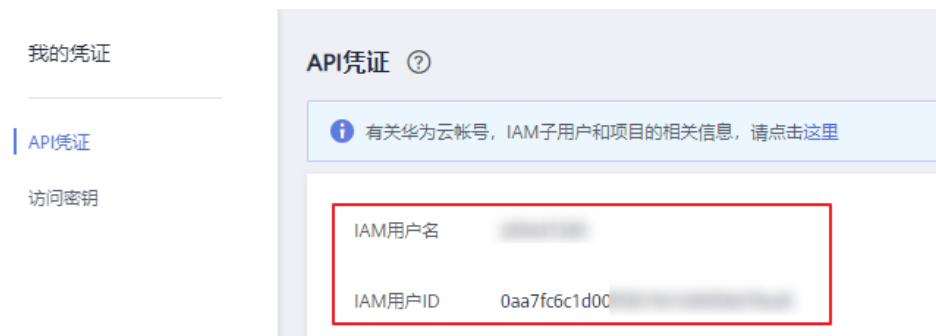 我的凭证
API凭证
访问密钥
API凭证 ?
有关华为云帐号，IAM子用户和项目的相关信息，请点击这里
IAM用户名
IAM用户ID 0aa7fc6c1d00